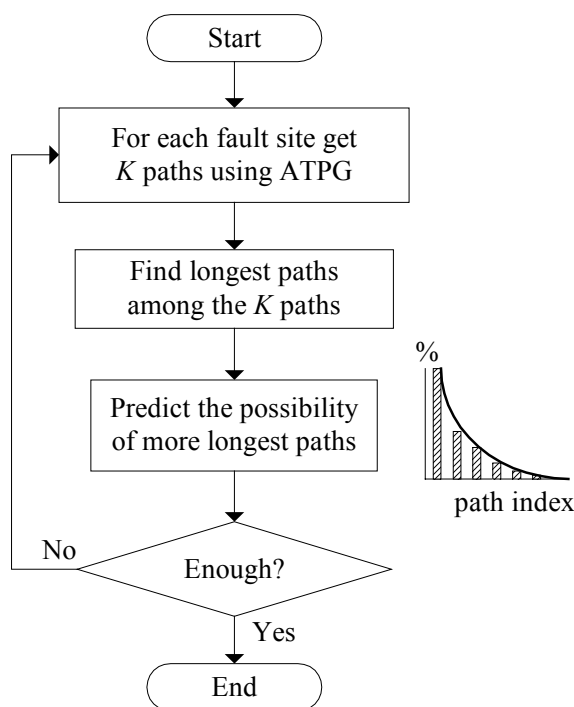 Start
For each fault site get
K paths using ATPG
Find longest paths
among the K paths
%
Predict the possibility
of more longest paths
path index
No
Enough?
Yes
End